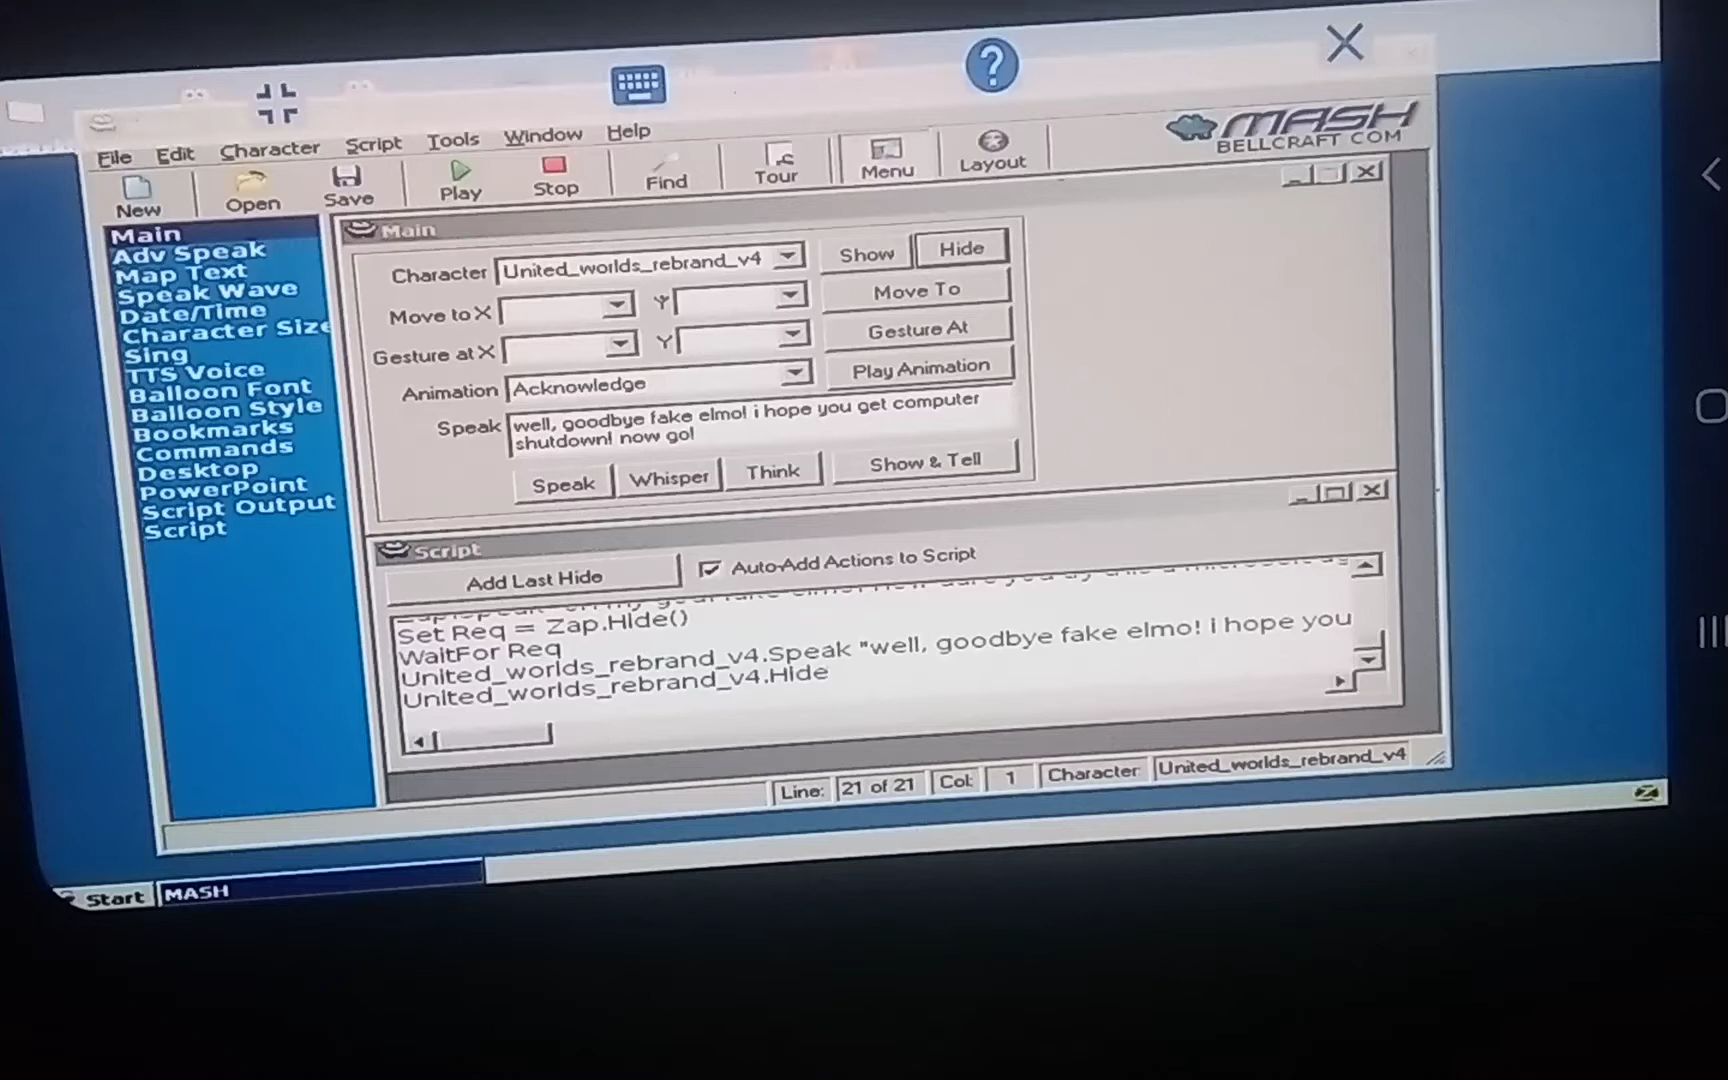 ?
File Edit Character Script Tools Window Help
MASH
BELLCRAFT COM
New Open Save Play Stop Find Tour Menu Layout
Main
Adv Speak
Map Text
Speak Wave
Date/Time
Character Size
Sing
TTS Voice
Balloon Font
Balloon Style
Bookmarks
Commands
Desktop
PowerPoint
Script Output
Script
Main
Character United_worlds_rebrand_v4 Show Hide
Move to X Y Move To
Gesture at X Y Gesture At
Animation Acknowledge Play Animation
Speak well, goodbye fake elmo! i hope you get computer
shutdown! now go!
Speak Whisper Think Show & Tell
Script
Add Last Hide Auto-Add Actions to Script
Set Req = Zap.Hide()
WaitFor Req
United_worlds_rebrand_v4.Speak "well, goodbye fake elmo! i hope you
United_worlds_rebrand_v4.Hide
Line: 21 of 21 Col: 1 Character United_worlds_rebrand_v4
Start MASH